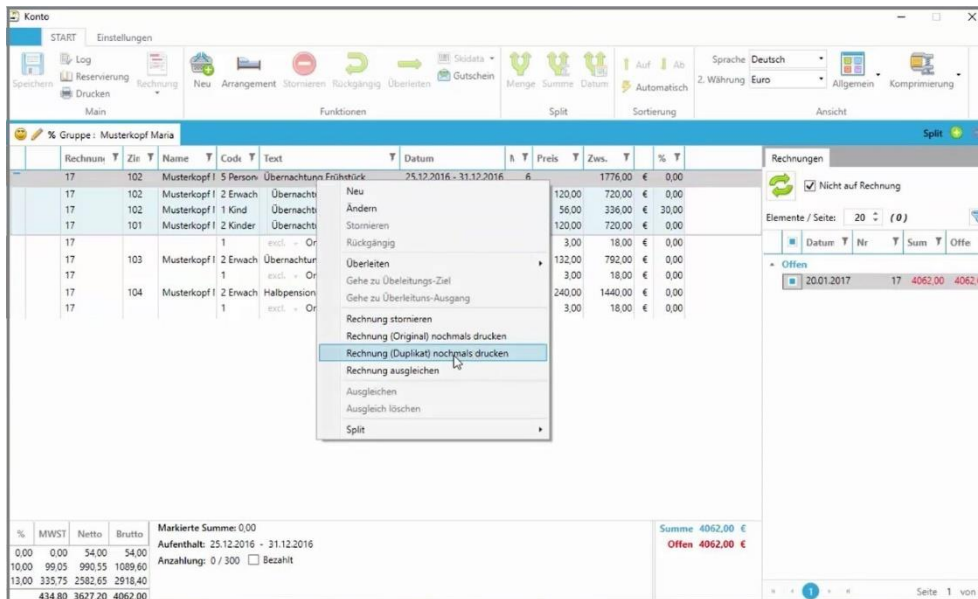 Konto
START Einstellungen
Speichern Log Reservierung Drucken Rechnung
Neu Arrangement Stornieren Rückgängig Überleiten Skidata Gutschein
Merge Summe Datum
Auf Ab Automatisch
Sprache Deutsch
2. Währung Euro
Allgemein Komprimierung
Main Funktionen Split Sortierung Ansicht
% Gruppe : Musterkopf Maria Split
Rechnun Zir Name Code Text Datum Preis Zws. %
17 102 Musterkopf 5 Person Übernachtung Frühstück 25.12.2016 - 31.12.2016 6 1776,00 € 0,00
17 102 Musterkopf 2 Erwach Übernacht 120,00 720,00 € 0,00
17 102 Musterkopf 1 Kind Übernacht 56,00 336,00 € 30,00
17 101 Musterkopf 2 Kinder Übernacht 120,00 720,00 € 0,00
17 1 excl. Or 3,00 18,00 € 0,00
17 103 Musterkopf 2 Erwach Übernachtur 132,00 792,00 € 0,00
17 1 excl. Or 3,00 18,00 € 0,00
17 104 Musterkopf 2 Erwach Halbpension 240,00 1440,00 € 0,00
17 1 excl. Or 3,00 18,00 € 0,00
Neu
Ändern
Stornieren
Rückgängig
Überleiten
Gehe zu Übeleitungs-Ziel
Gehe zu Überleituns-Ausgang
Rechnung stornieren
Rechnung (Original) nochmals drucken
Rechnung (Duplikat) nochmals drucken
Rechnung ausgleichen
Ausgleichen
Ausgleich löschen
Split
Rechnungen
Nicht auf Rechnung
Elemente / Seite: 20 ( 0 )
Datum Nr Sum Offe
Offen
20.01.2017 17 4062,00 4062,
% MWST Netto Brutto
0,00 0,00 54,00 54,00
10,00 99,05 990,55 1089,60
13,00 335,75 2582,65 2918,40
434,80 3627,20 4062,00
Markierte Summe: 0,00
Aufenthalt: 25.12.2016 - 31.12.2016
Anzahlung: 0 / 300 Bezahlt
Summe 4062,00 €
Offen 4062,00 €
1 Seite 1 von